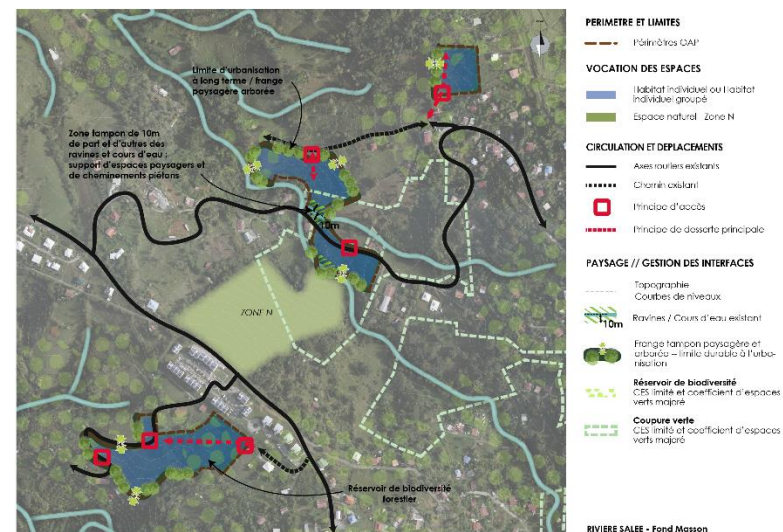 Limite d'urbanisation
à long terme / frange
paysagère arborée
Zone tampon de 10m
de part et d'autres des
ravines et cours d'eau :
support d'espaces paysagers et
de cheminements piétons
10m
ZONE N
Réservoir de biodiversité
forestier
PERIMETRE ET LIMITES
Périmètres OAP
VOCATION DES ESPACES
Habitat individuel ou Habitat
individuel groupé
Espace naturel Zone N
CIRCULATION ET DEPLACEMENTS
Axes routiers existants
Chemin existant
Principe d'accès
Principe de desserte principale
PAYSAGE // GESTION DES INTERFACES
Topographie
Courbes de niveaux
10m
Ravines / Cours d'eau existant
Frange tampon paysagère et
arborée – limite durable à l'urba-
nisation
Réservoir de biodiversité
CES limité et coefficient d'espaces
verts majoré
Coupure verte
CES limité et coefficient d'espaces
verts majoré
RIVIERE SALEE - Fond Masson